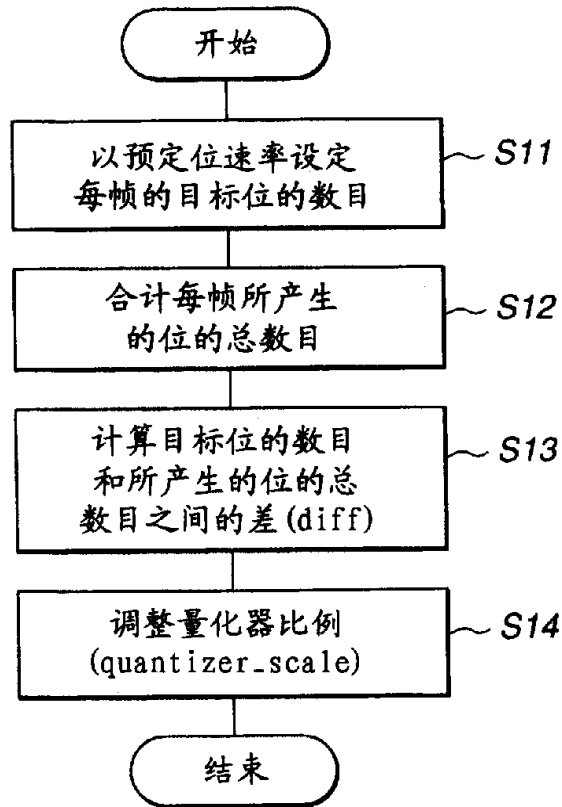 开始
以预定位速率设定
每帧的目标位的数目
S11
合计每帧所产生
的位的总数目
S12
计算目标位的数目
和所产生的位的总
数目之间的差(diff)
S13
调整量化器比例
(quantizer_scale)
S14
结束